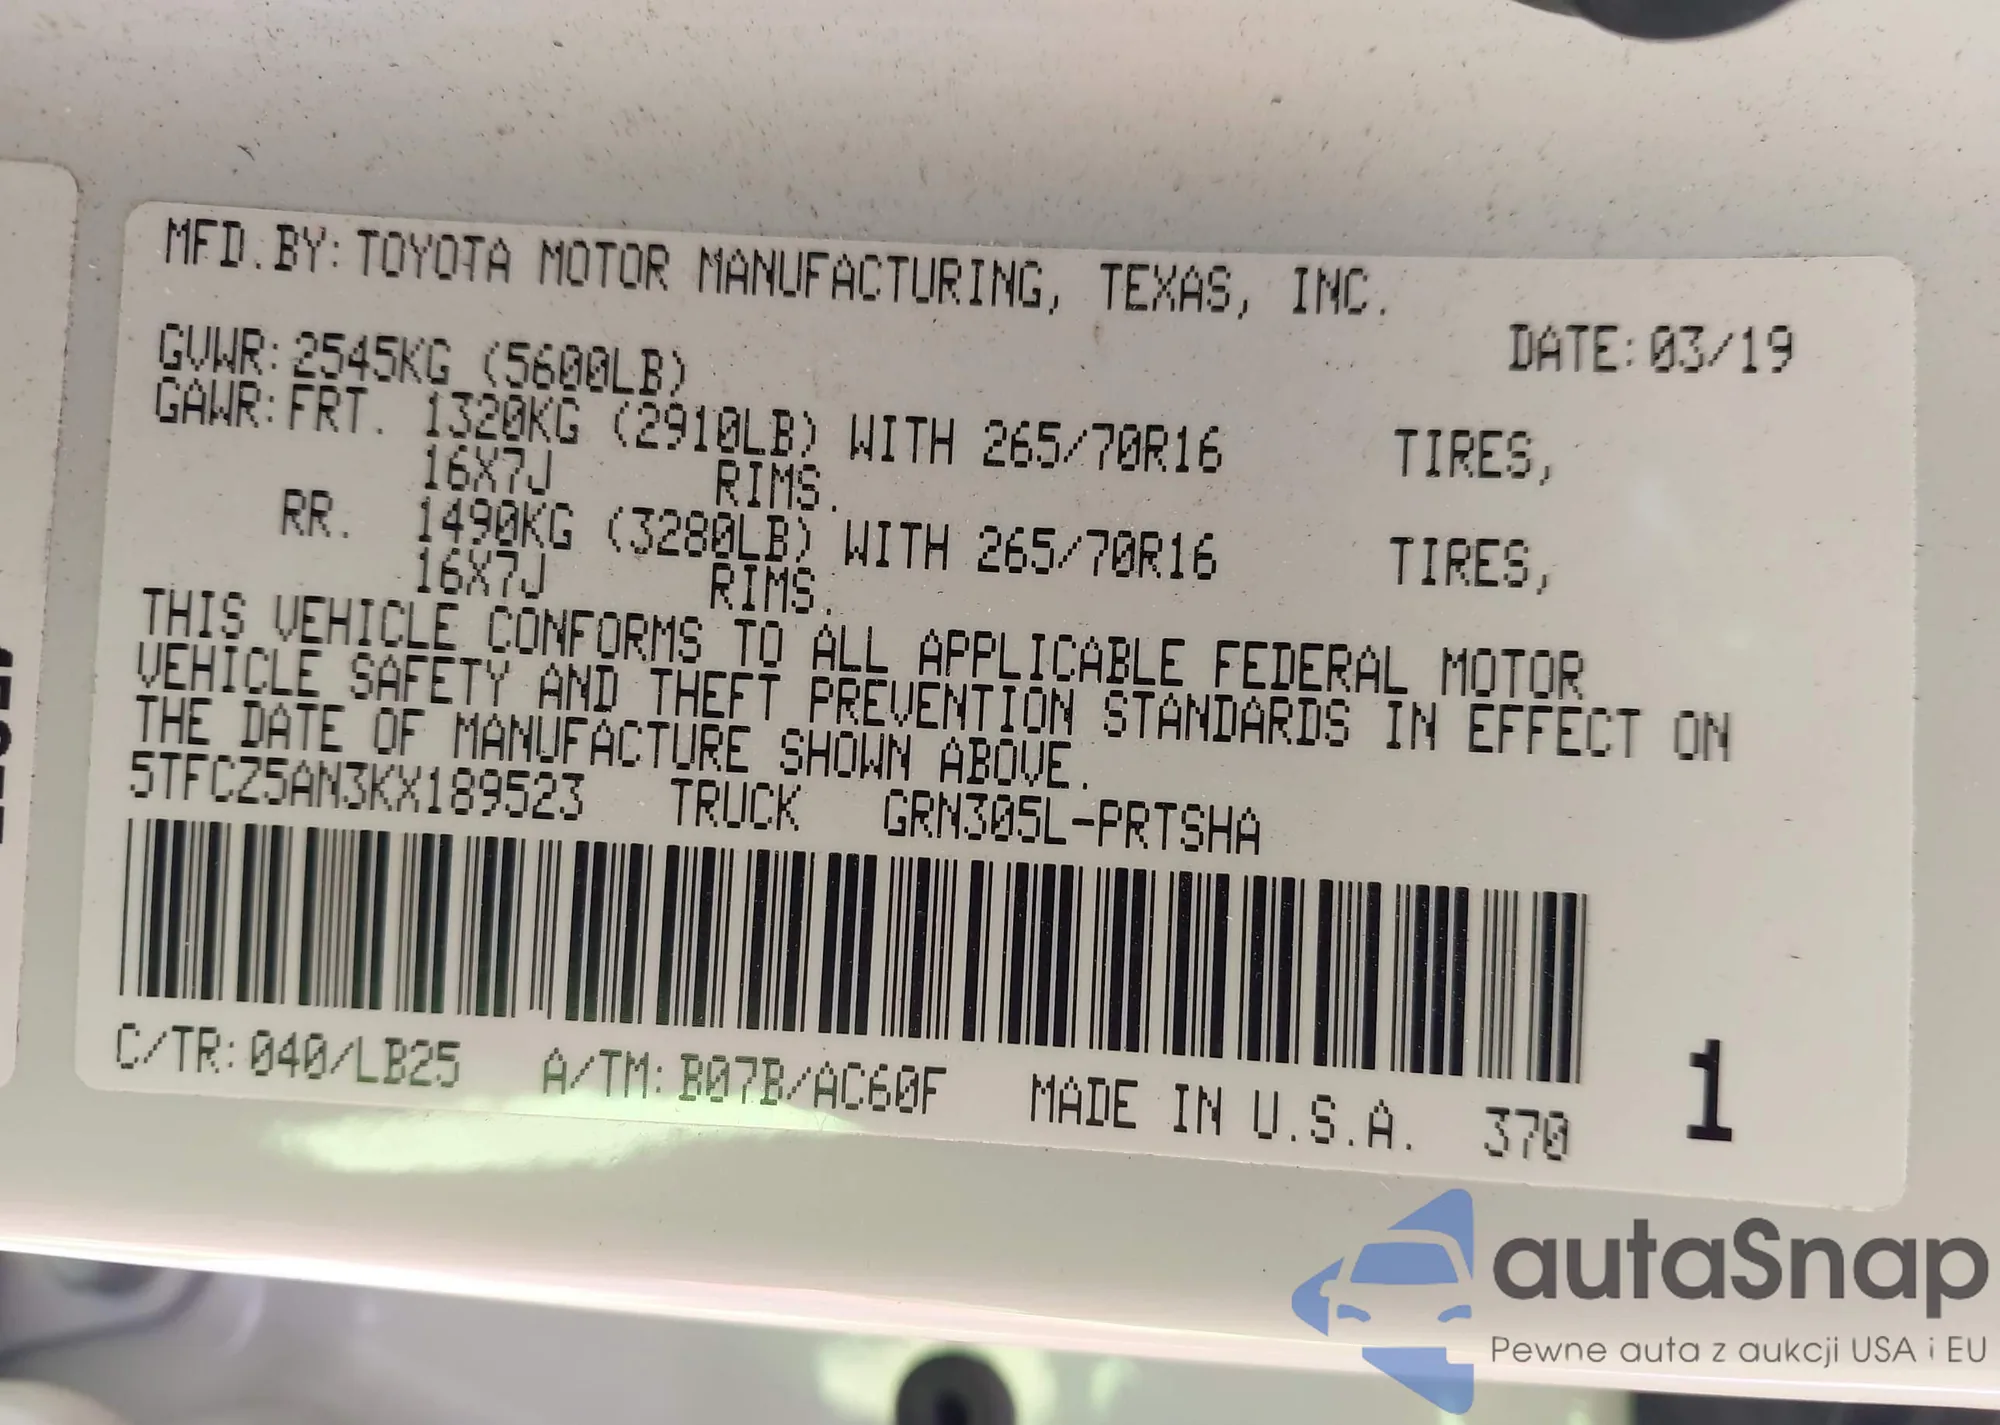 MFD.BY: TOYOTA MOTOR MANUFACTURING, TEXAS, INC.
GVWR: 2545KG (5600LB) DATE: 03/19
GAWR: FRT. 1320KG (2910LB) WITH 265/70R16 TIRES,
16X7J RIMS.
RR. 1490KG (3280LB) WITH 265/70R16 TIRES,
16X7J RIMS.
THIS VEHICLE CONFORMS TO ALL APPLICABLE FEDERAL MOTOR
VEHICLE SAFETY AND THEFT PREVENTION STANDARDS IN EFFECT ON
THE DATE OF MANUFACTURE SHOWN ABOVE.
5TFCZ5AN3KX189523 TRUCK GRN305L-PRTSHA
C/TR: 040/LB25 A/TM: B07B/AC60F MADE IN U.S.A. 370 1
autaSnap
Pewne auta z aukcji USA i EU